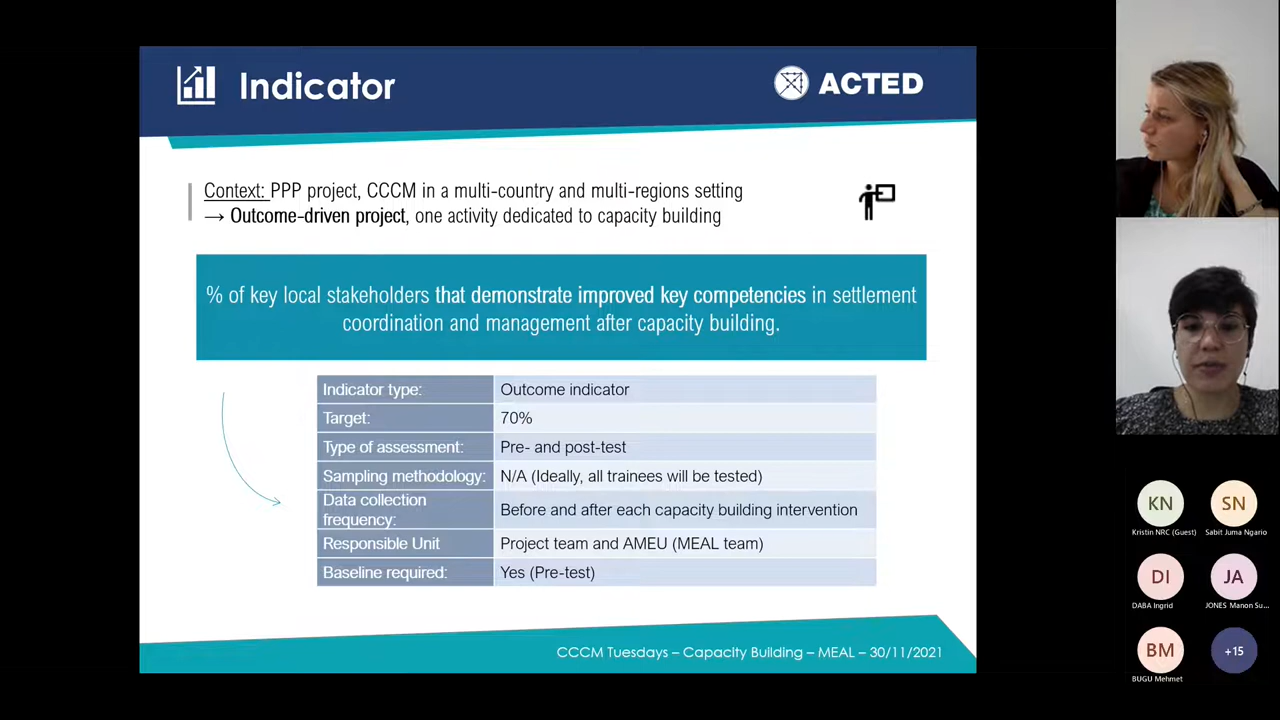 Indicator
ACTED
Context: PPP project, CCCM in a multi-country and multi-regions setting
→ Outcome-driven project, one activity dedicated to capacity building
% of key local stakeholders that demonstrate improved key competencies in settlement
coordination and management after capacity building.
Indicator type: Outcome indicator
Target: 70%
Type of assessment: Pre- and post-test
Sampling methodology: N/A (Ideally, all trainees will be tested)
Data collection
frequency: Before and after each capacity building intervention
Responsible Unit Project team and AMEU (MEAL team)
Baseline required: Yes (Pre-test)
CCCM Tuesdays – Capacity Building – MEAL – 30/11/2021
KN SN
Kristin NRC (Guest) Sabit Juma Ngario
DI JA
DABA Ingrid JONES Manon Su...
BM +15
BUGU Mehmet